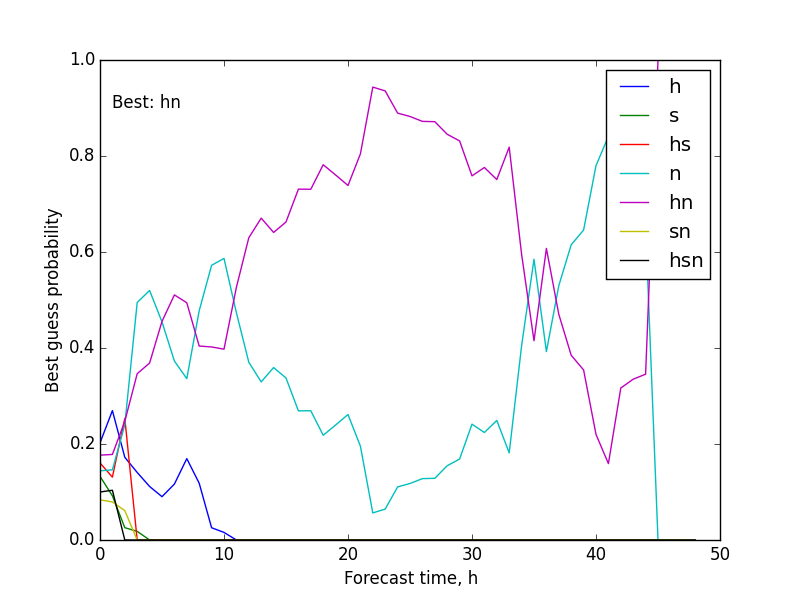 Best: hn
h
s
hs
n
hn
sn
hsn
Best guess probability
1.0
0.8
0.6
0.4
0.2
0.0
0
10
20
30
40
50
Forecast time, h